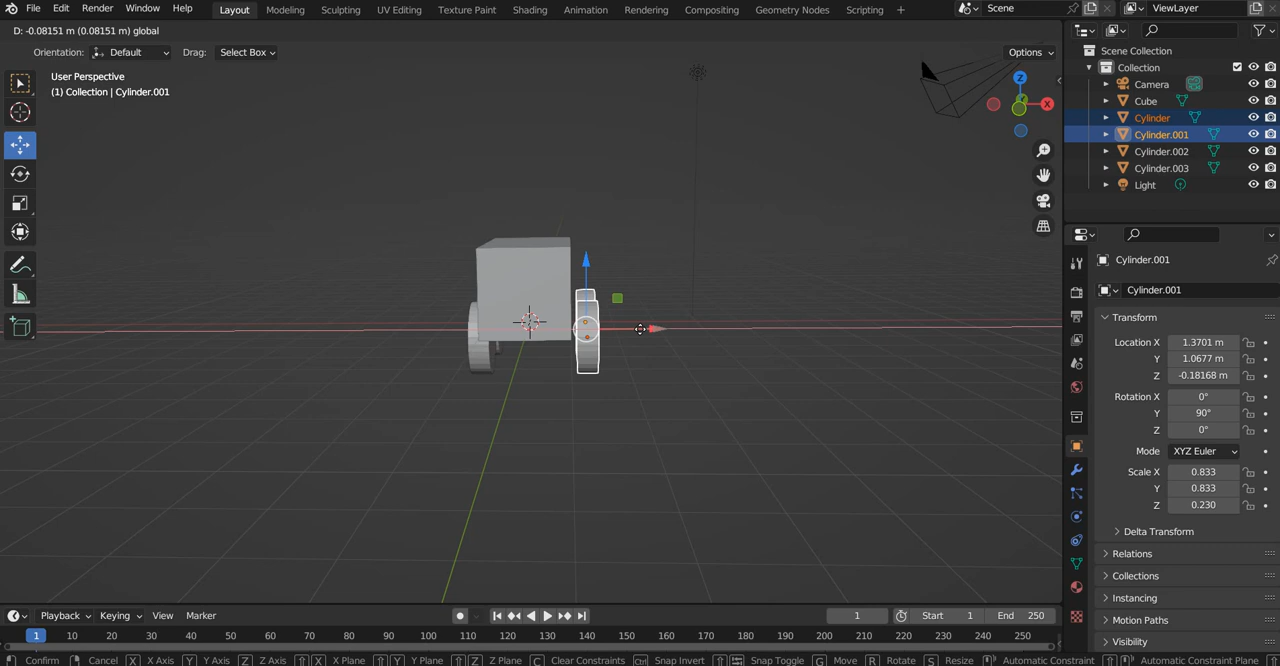 File Edit Render Window Help Layout Modeling Sculpting UV Editing Texture Paint Shading Animation Rendering Compositing Geometry Nodes Scripting + Scene ViewLayer
D: -0.08151 m (0.08151 m) global
Orientation: Default Drag: Select Box Options
User Perspective
(1) Collection | Cylinder.001
Z
X
Scene Collection
Collection
Camera
Cube
Cylinder
Cylinder.001
Cylinder.002
Cylinder.003
Light
Cylinder.001
Cylinder.001
Transform
Location X 1.3701 m
Y 1.0677 m
Z -0.18168 m
Rotation X 0°
Y 90°
Z 0°
Mode XYZ Euler
Scale X 0.833
Y 0.833
Z 0.230
Delta Transform
Relations
Collections
Instancing
Motion Paths
Visibility
Playback Keying View Marker 1 Start 1 End 250
1 10 20 30 40 50 60 70 80 90 100 110 120 130 140 150 160 170 180 190 200 210 220 230 240 250
Confirm Cancel X X Axis Y Y Axis Z Z Axis X X Plane Y Y Plane Z Z Plane C Clear Constraints Ctrl Snap Invert Snap Toggle G Move R Rotate S Resize Automatic Constraint Automatic Constraint Plane